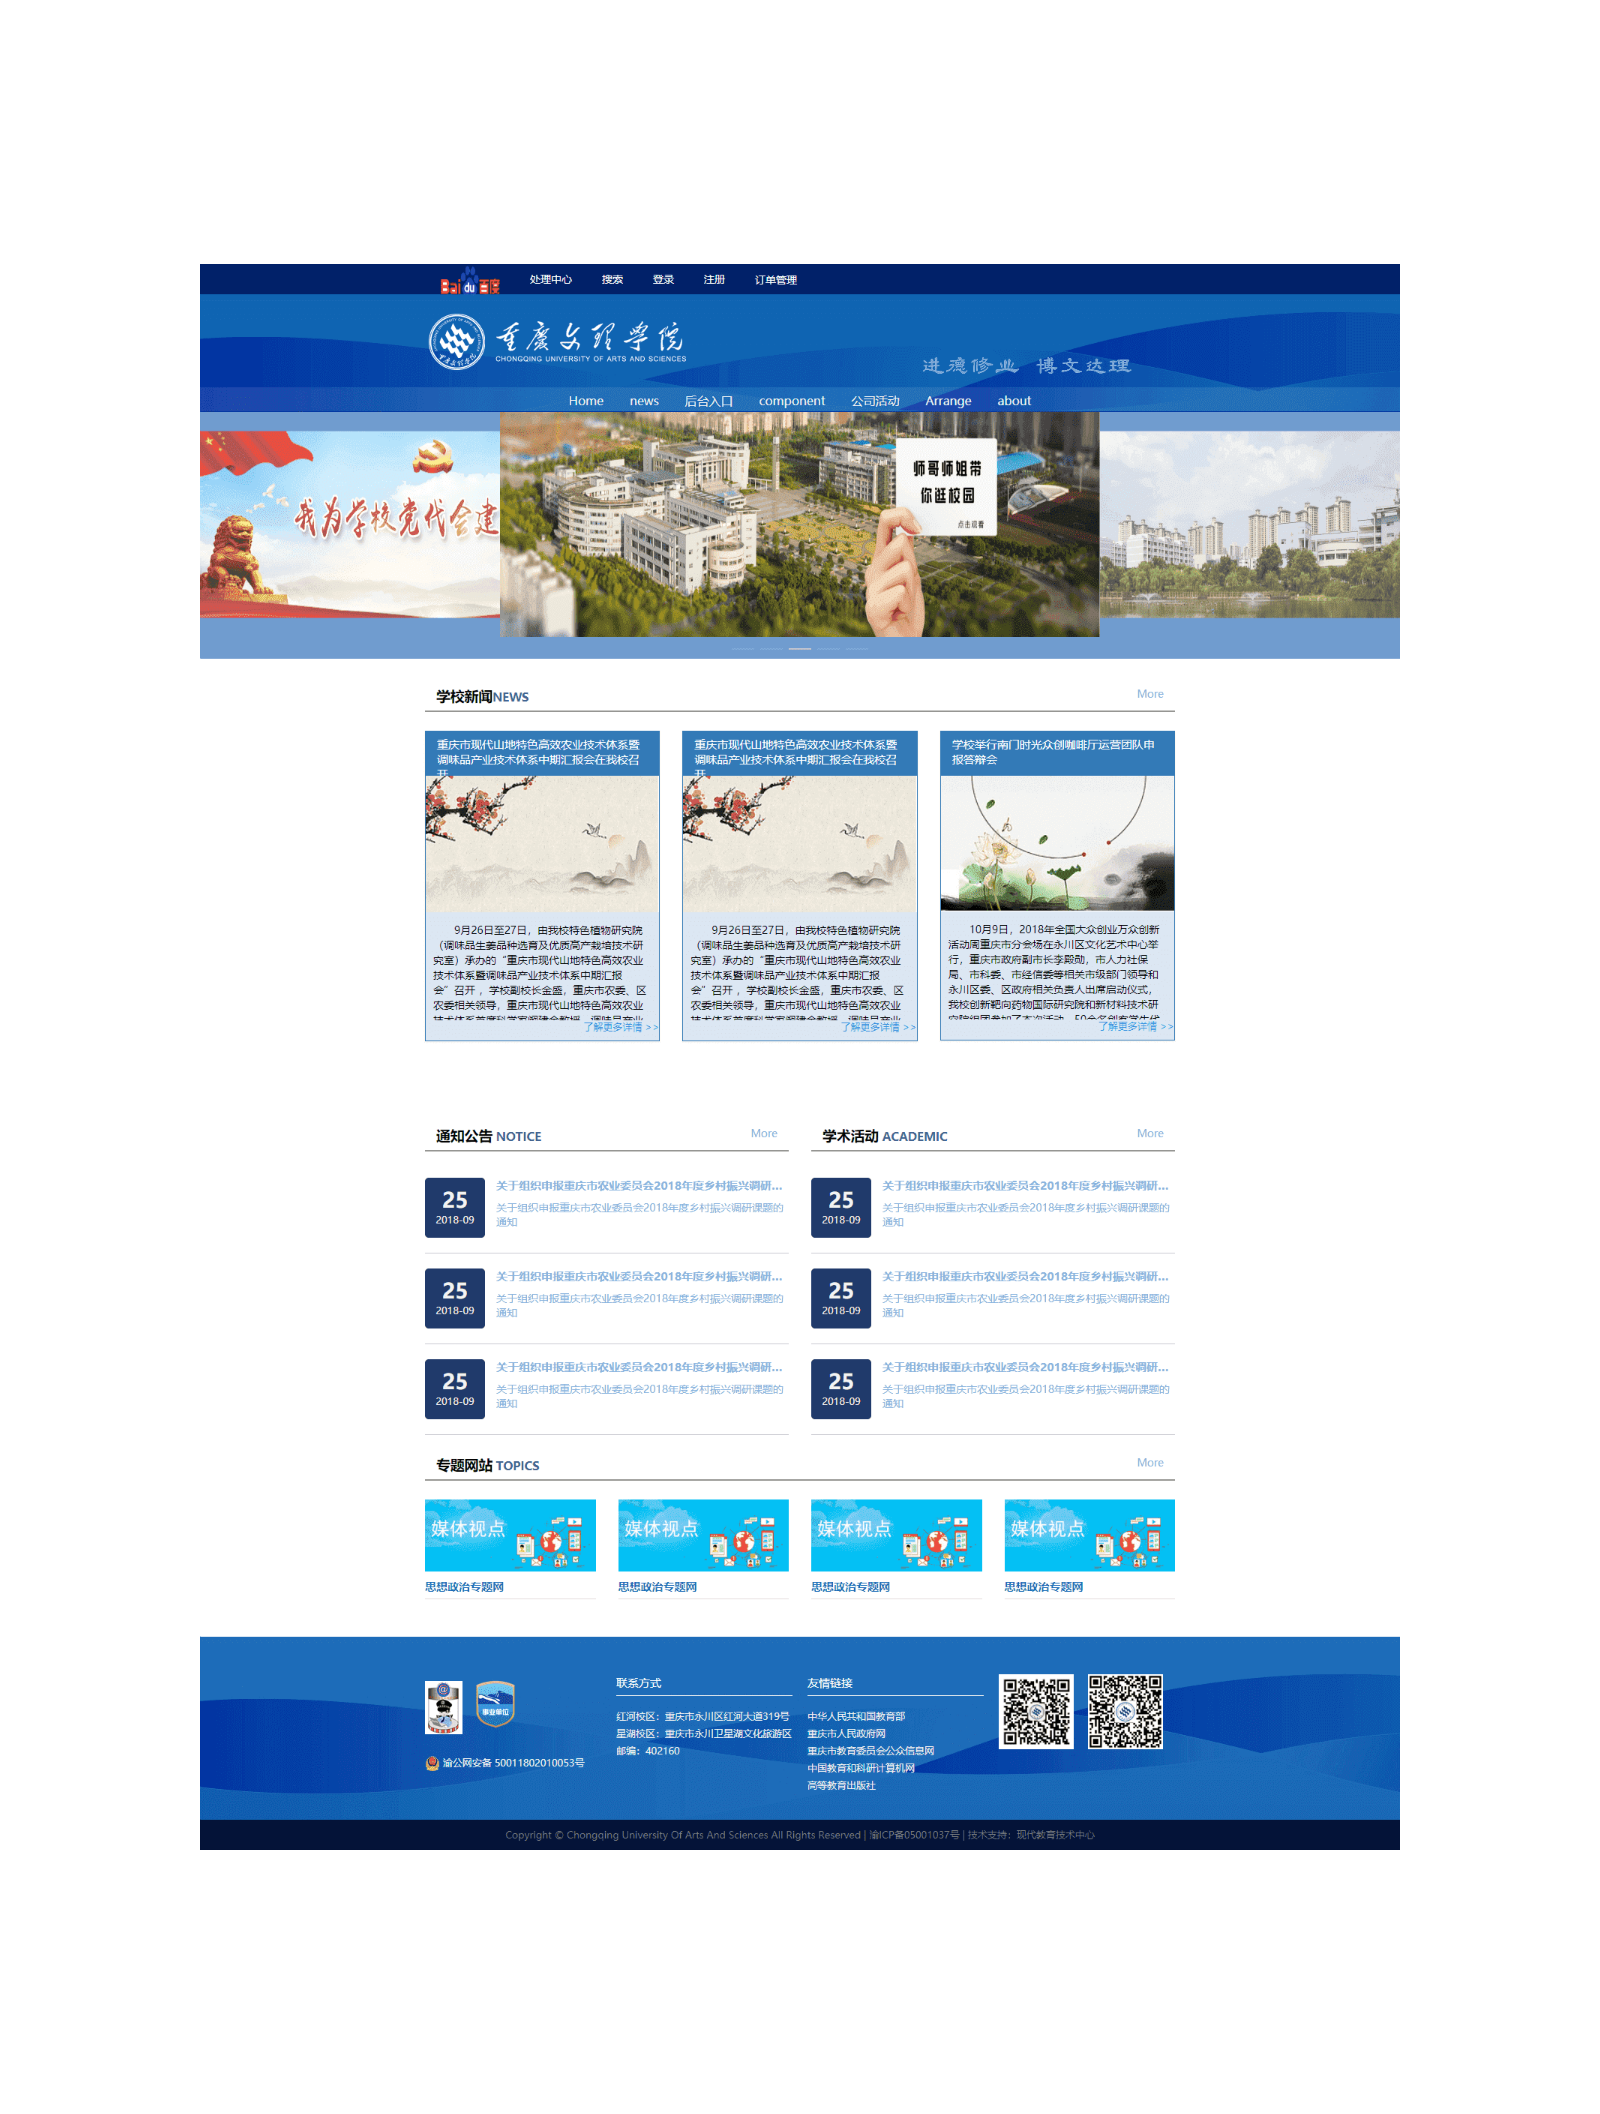 Bai du 百度 处理中心 搜索 登录 注册 订单管理
重庆文理学院
CHONGQING UNIVERSITY OF ARTS AND SCIENCES
进德修业 博文达理
Home news 后台入口 component 公司活动 Arrange about
我为学校党代会建
师哥师姐带
你逛校园
点击观看
学校新闻NEWS More
重庆市现代山地特色高效农业技术体系暨
调味品产业技术体系中期汇报会在我校召
开
9月26日至27日，由我校特色植物研究院
（调味品生姜品种选育及优质高产栽培技术研
究室）承办的“重庆市现代山地特色高效农业
技术体系暨调味品产业技术体系中期汇报
会”召开 ，学校副校长金盛，重庆市农委、区
农委相关领导，重庆市现代山地特色高效农业
了解更多详情 >>
重庆市现代山地特色高效农业技术体系暨
调味品产业技术体系中期汇报会在我校召
开
9月26日至27日，由我校特色植物研究院
（调味品生姜品种选育及优质高产栽培技术研
究室）承办的“重庆市现代山地特色高效农业
技术体系暨调味品产业技术体系中期汇报
会”召开 ，学校副校长金盛，重庆市农委、区
农委相关领导，重庆市现代山地特色高效农业
了解更多详情 >>
学校举行南门时光众创咖啡厅运营团队申
报答辩会
10月9日，2018年全国大众创业万众创新
活动周重庆市分会场在永川区文化艺术中心举
行，重庆市政府副市长李殿勋，市人力社保
局、市科委、市经信委等相关市级部门领导和
永川区委、区政府相关负责人出席启动仪式，
我校创新靶向药物国际研究院和新材料技术研
究院组团参加了本次活动，50余名创客学生代
了解更多详情 >>
通知公告 NOTICE More
25
2018-09
关于组织申报重庆市农业委员会2018年度乡村振兴调研...
关于组织申报重庆市农业委员会2018年度乡村振兴调研课题的
通知
25
2018-09
关于组织申报重庆市农业委员会2018年度乡村振兴调研...
关于组织申报重庆市农业委员会2018年度乡村振兴调研课题的
通知
25
2018-09
关于组织申报重庆市农业委员会2018年度乡村振兴调研...
关于组织申报重庆市农业委员会2018年度乡村振兴调研课题的
通知
学术活动 ACADEMIC More
25
2018-09
关于组织申报重庆市农业委员会2018年度乡村振兴调研...
关于组织申报重庆市农业委员会2018年度乡村振兴调研课题的
通知
25
2018-09
关于组织申报重庆市农业委员会2018年度乡村振兴调研...
关于组织申报重庆市农业委员会2018年度乡村振兴调研课题的
通知
25
2018-09
关于组织申报重庆市农业委员会2018年度乡村振兴调研...
关于组织申报重庆市农业委员会2018年度乡村振兴调研课题的
通知
专题网站 TOPICS More
媒体视点 媒体视点 媒体视点 媒体视点
思想政治专题网 思想政治专题网 思想政治专题网 思想政治专题网
事业单位
渝公网安备 50011802010053号
联系方式
红河校区：重庆市永川区红河大道319号
星湖校区：重庆市永川卫星湖文化旅游区
邮编：402160
友情链接
中华人民共和国教育部
重庆市人民政府网
重庆市教育委员会公众信息网
中国教育和科研计算机网
高等教育出版社
Copyright © Chongqing University Of Arts And Sciences All Rights Reserved | 渝ICP备05001037号 | 技术支持：现代教育技术中心